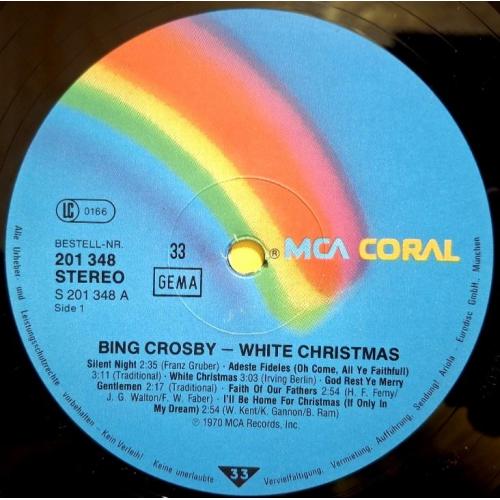 ® MCA CORAL
LC 0166
BESTELL-NR.
201 348
STEREO
S 201 348 A
Side 1
33
GEMA
BING CROSBY – WHITE CHRISTMAS
Silent Night 2:35 (Franz Gruber) · Adeste Fideles (Oh Come, All Ye Faithfull)
3:11 (Traditional) · White Christmas 3:03 (Irving Berlin) · God Rest Ye Merry
Gentlemen 2:17 (Traditional) · Faith Of Our Fathers 2:54 (H. F. Femy/
J. G. Walton/F. W. Faber) · I'll Be Home For Christmas (If Only In
My Dream) 2:54 (W. Kent/K. Gannon/B. Ram)
℗ 1970 MCA Records, Inc.
Alle Urheber- und Leistungsschutzrechte vorbehalten · Kein Verleih! Keine unerlaubte Vervielfältigung, Vermietung, Aufführung, Sendung! Ariola - Eurodisc GmbH., München
33